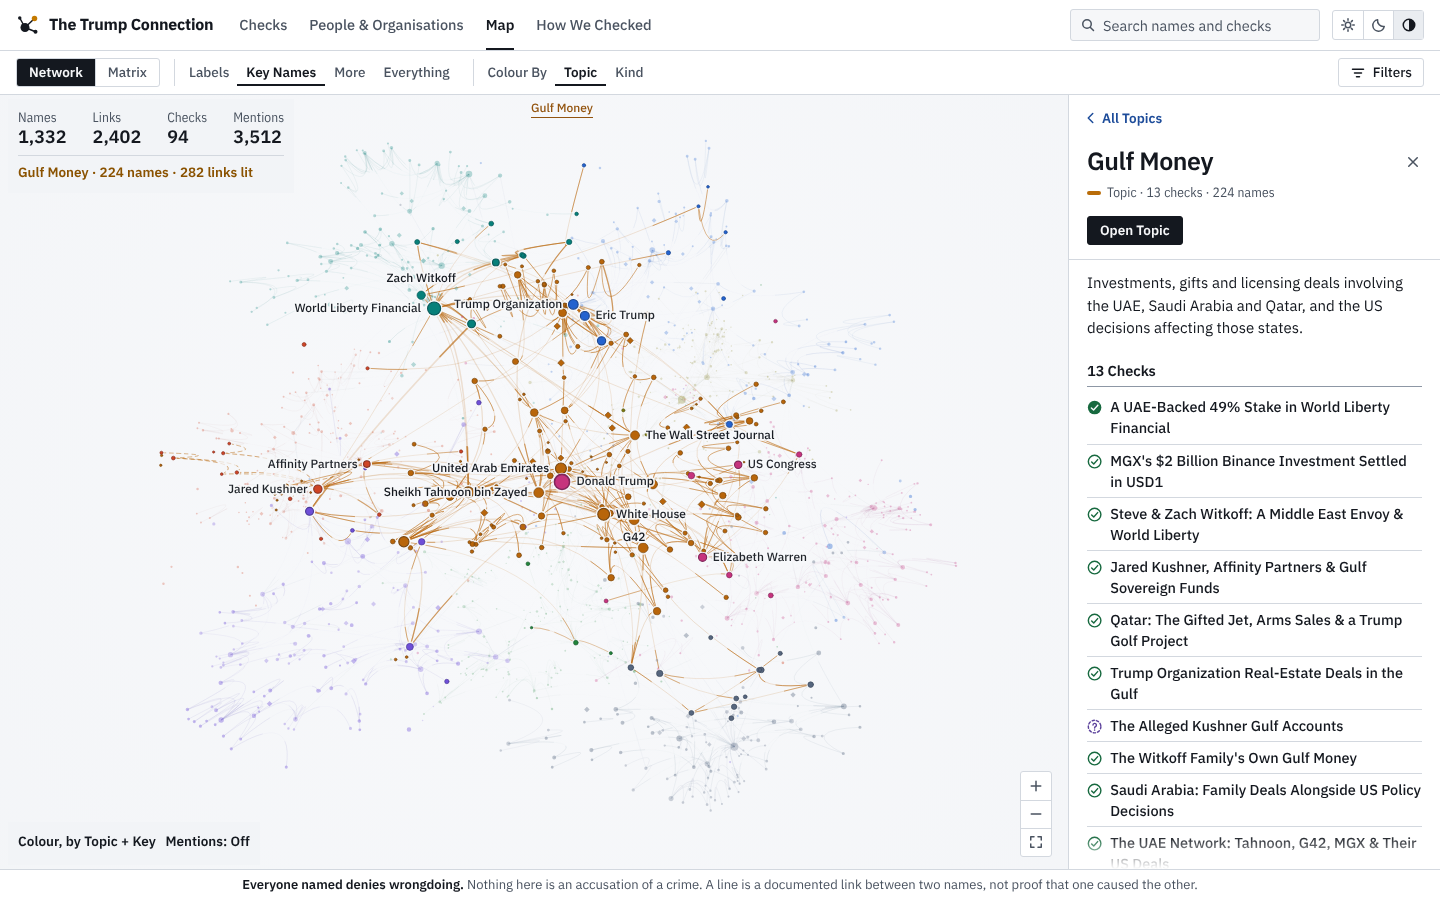 The Trump Connection
Checks
People & Organisations
Map
How We Checked
Search names and checks
Network
Matrix
Labels
Key Names
More
Everything
Colour By
Topic
Kind
Filters
Names
Links
Checks
Mentions
1,332
2,402
94
3,512
Gulf Money · 224 names · 282 links lit
Gulf Money
Zach Witkoff
World Liberty Financial
Trump Organization
Eric Trump
The Wall Street Journal
Affinity Partners
United Arab Emirates
US Congress
Jared Kushner
Sheikh Tahnoon bin Zayed
Donald Trump
White House
G42
Elizabeth Warren
Colour, by Topic + Key
Mentions: Off
All Topics
Gulf Money
Topic · 13 checks · 224 names
Open Topic
Investments, gifts and licensing deals involving
the UAE, Saudi Arabia and Qatar, and the US
decisions affecting those states.
13 Checks
A UAE-Backed 49% Stake in World Liberty
Financial
MGX's $2 Billion Binance Investment Settled
in USD1
Steve & Zach Witkoff: A Middle East Envoy &
World Liberty
Jared Kushner, Affinity Partners & Gulf
Sovereign Funds
Qatar: The Gifted Jet, Arms Sales & a Trump
Golf Project
Trump Organization Real-Estate Deals in the
Gulf
The Alleged Kushner Gulf Accounts
The Witkoff Family's Own Gulf Money
Saudi Arabia: Family Deals Alongside US Policy
Decisions
The UAE Network: Tahnoon, G42, MGX & Their
US Deals
Everyone named denies wrongdoing. Nothing here is an accusation of a crime. A line is a documented link between two names, not proof that one caused the other.